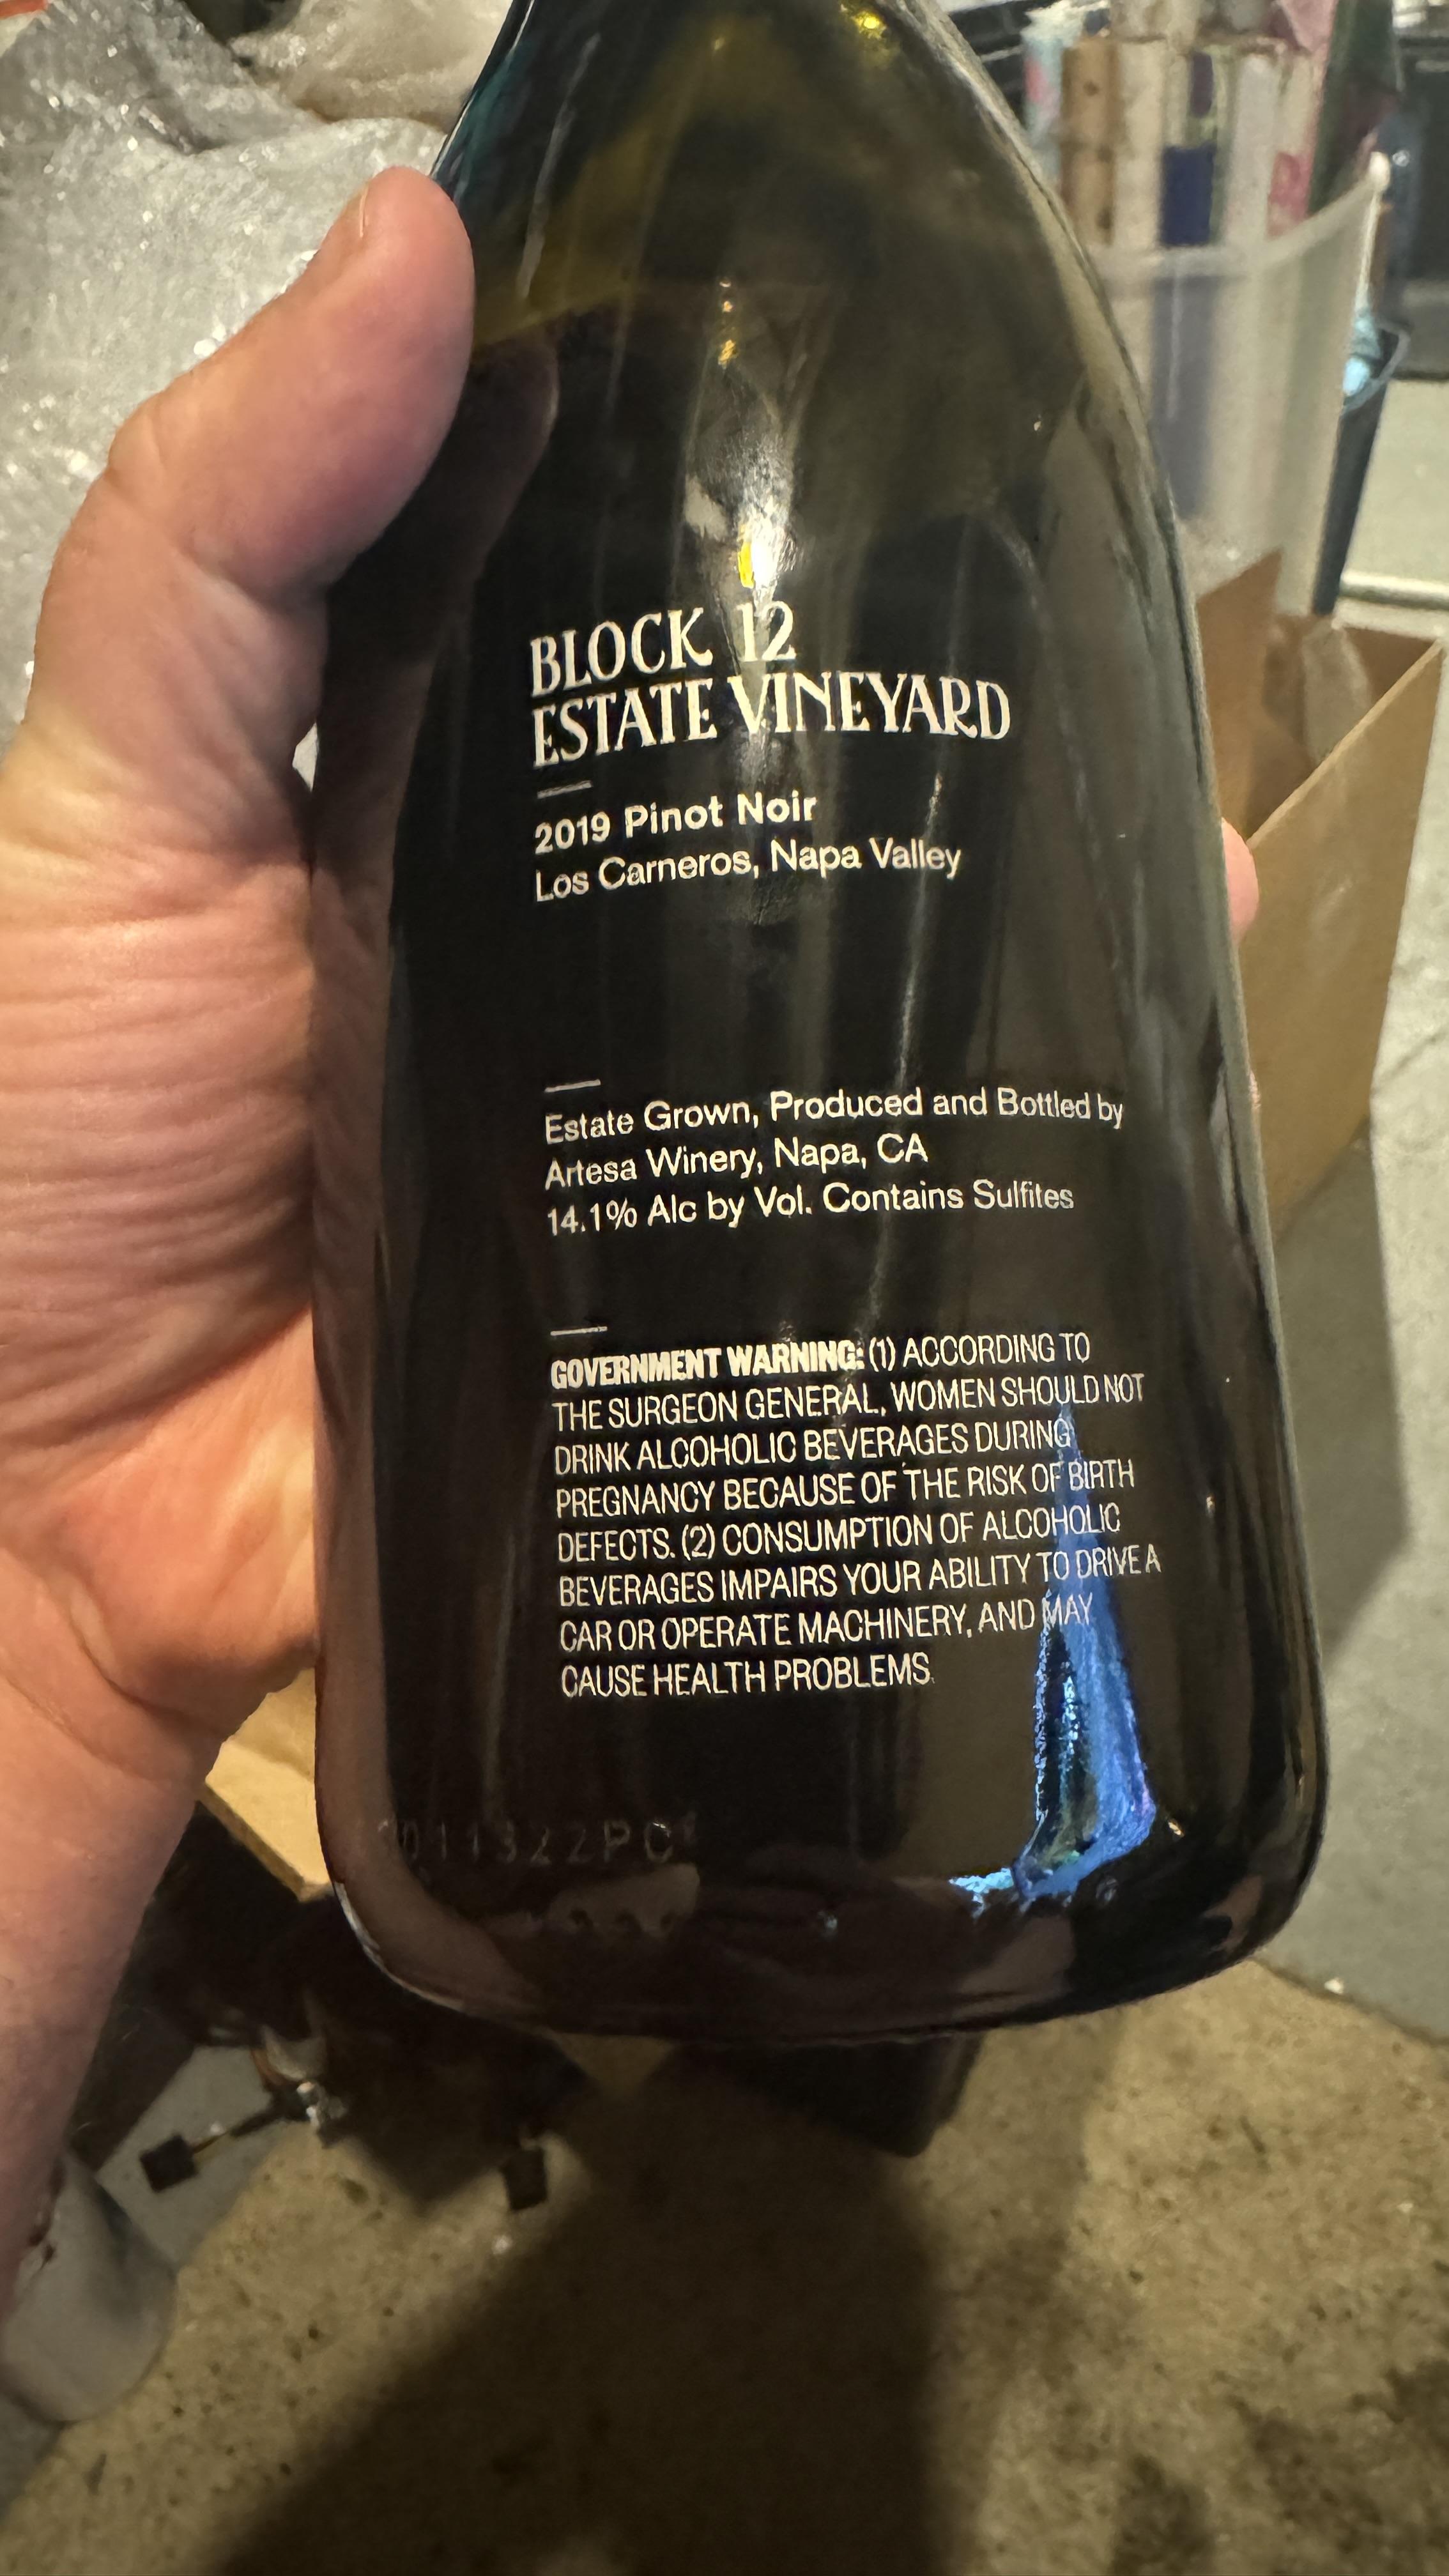 BLOCK 12
ESTATE VINEYARD
2019 Pinot Noir
Los Carneros, Napa Valley
Estate Grown, Produced and Bottled by
Artesa Winery, Napa, CA
14.1% Alc by Vol. Contains Sulfites
GOVERNMENT WARNING: (1) ACCORDING TO
THE SURGEON GENERAL, WOMEN SHOULD NOT
DRINK ALCOHOLIC BEVERAGES DURING
PREGNANCY BECAUSE OF THE RISK OF BIRTH
DEFECTS. (2) CONSUMPTION OF ALCOHOLIC
BEVERAGES IMPAIRS YOUR ABILITY TO DRIVE A
CAR OR OPERATE MACHINERY, AND MAY
CAUSE HEALTH PROBLEMS.